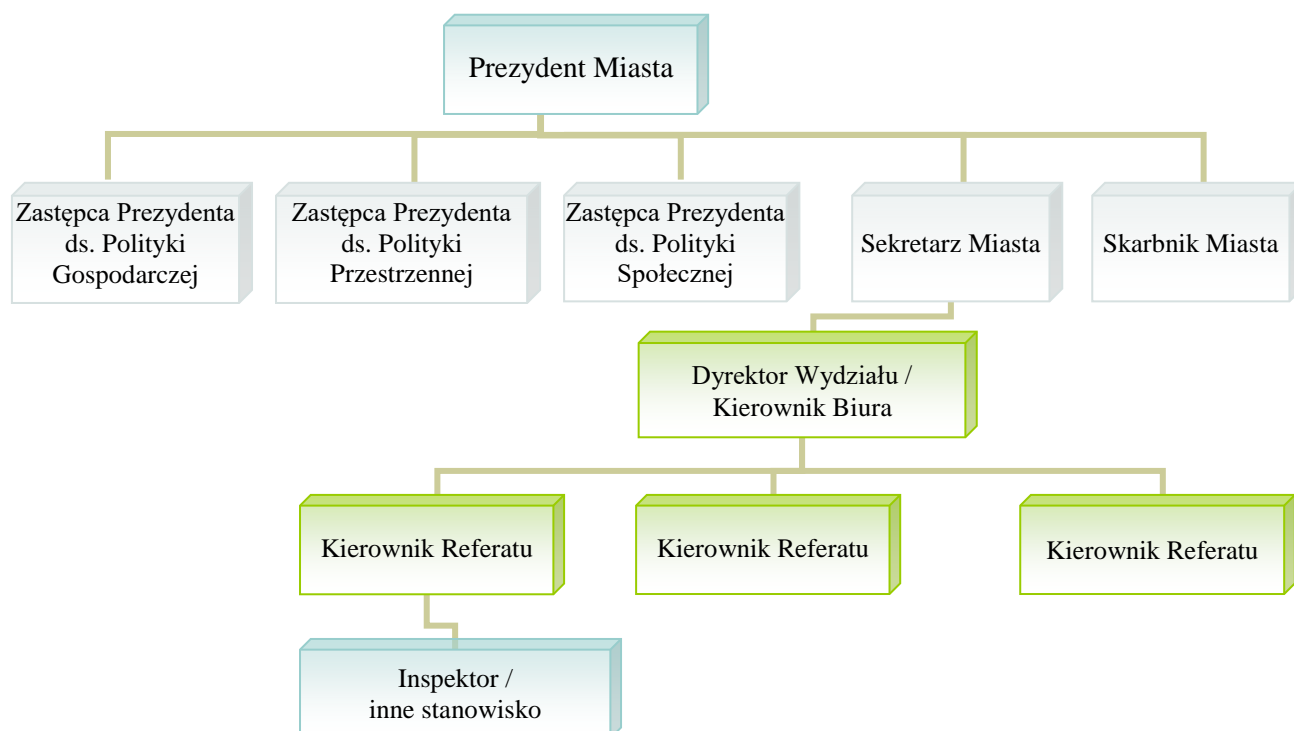 Prezydent Miasta
Zastępca Prezydenta
ds. Polityki
Gospodarczej
Zastępca Prezydenta
ds. Polityki
Przestrzennej
Zastępca Prezydenta
ds. Polityki
Społecznej
Sekretarz Miasta
Skarbnik Miasta
Dyrektor Wydziału /
Kierownik Biura
Kierownik Referatu
Kierownik Referatu
Kierownik Referatu
Inspektor /
inne stanowisko